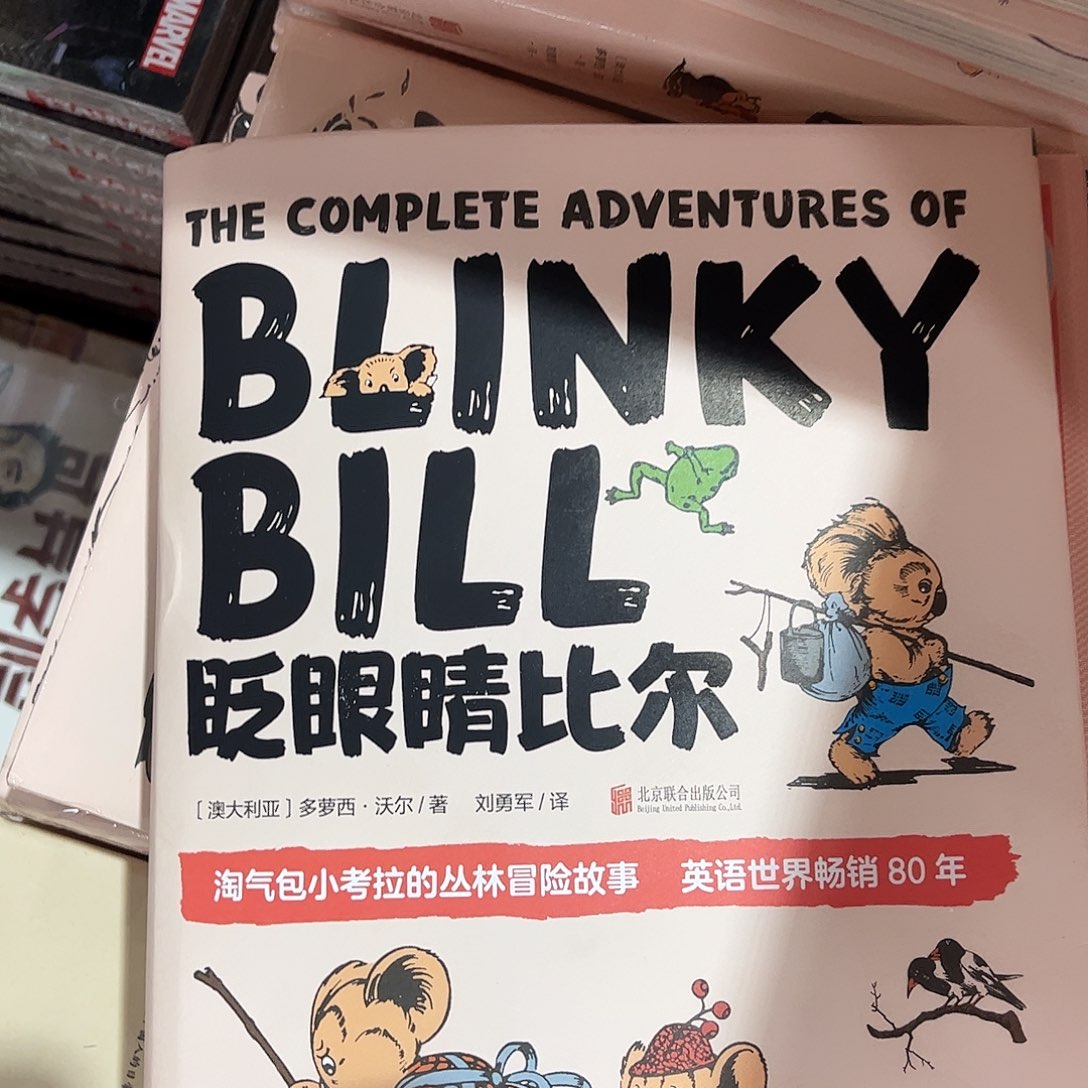 MARVEL
THE COMPLETE ADVENTURES OF
BLINKY
BILL
眨眼睛比尔
[澳大利亚] 多萝西·沃尔/著 刘勇军/译
北京联合出版公司
Beijing United Publishing Co.,Ltd.
淘气包小考拉的丛林冒险故事 英语世界畅销 80 年